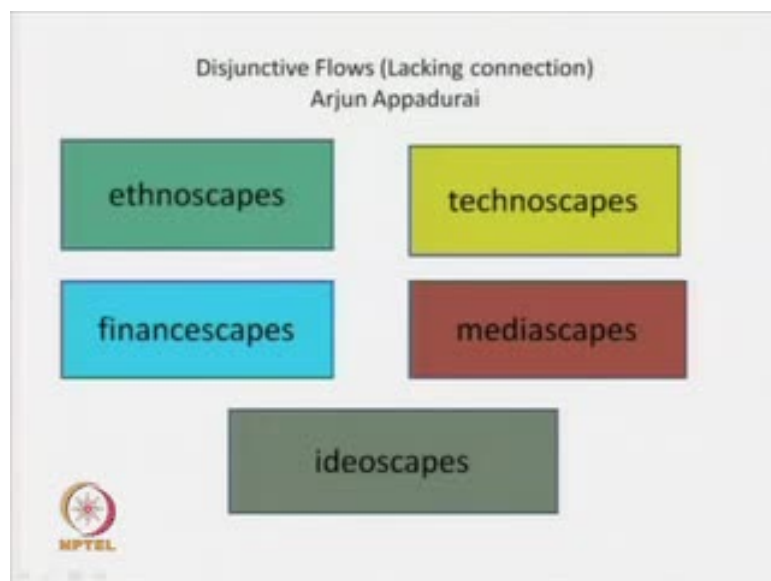 Disjunctive Flows (Lacking connection)
Arjun Appadurai
ethnoscapes
technoscapes
financescapes
mediascapes
ideoscapes
NPTEL